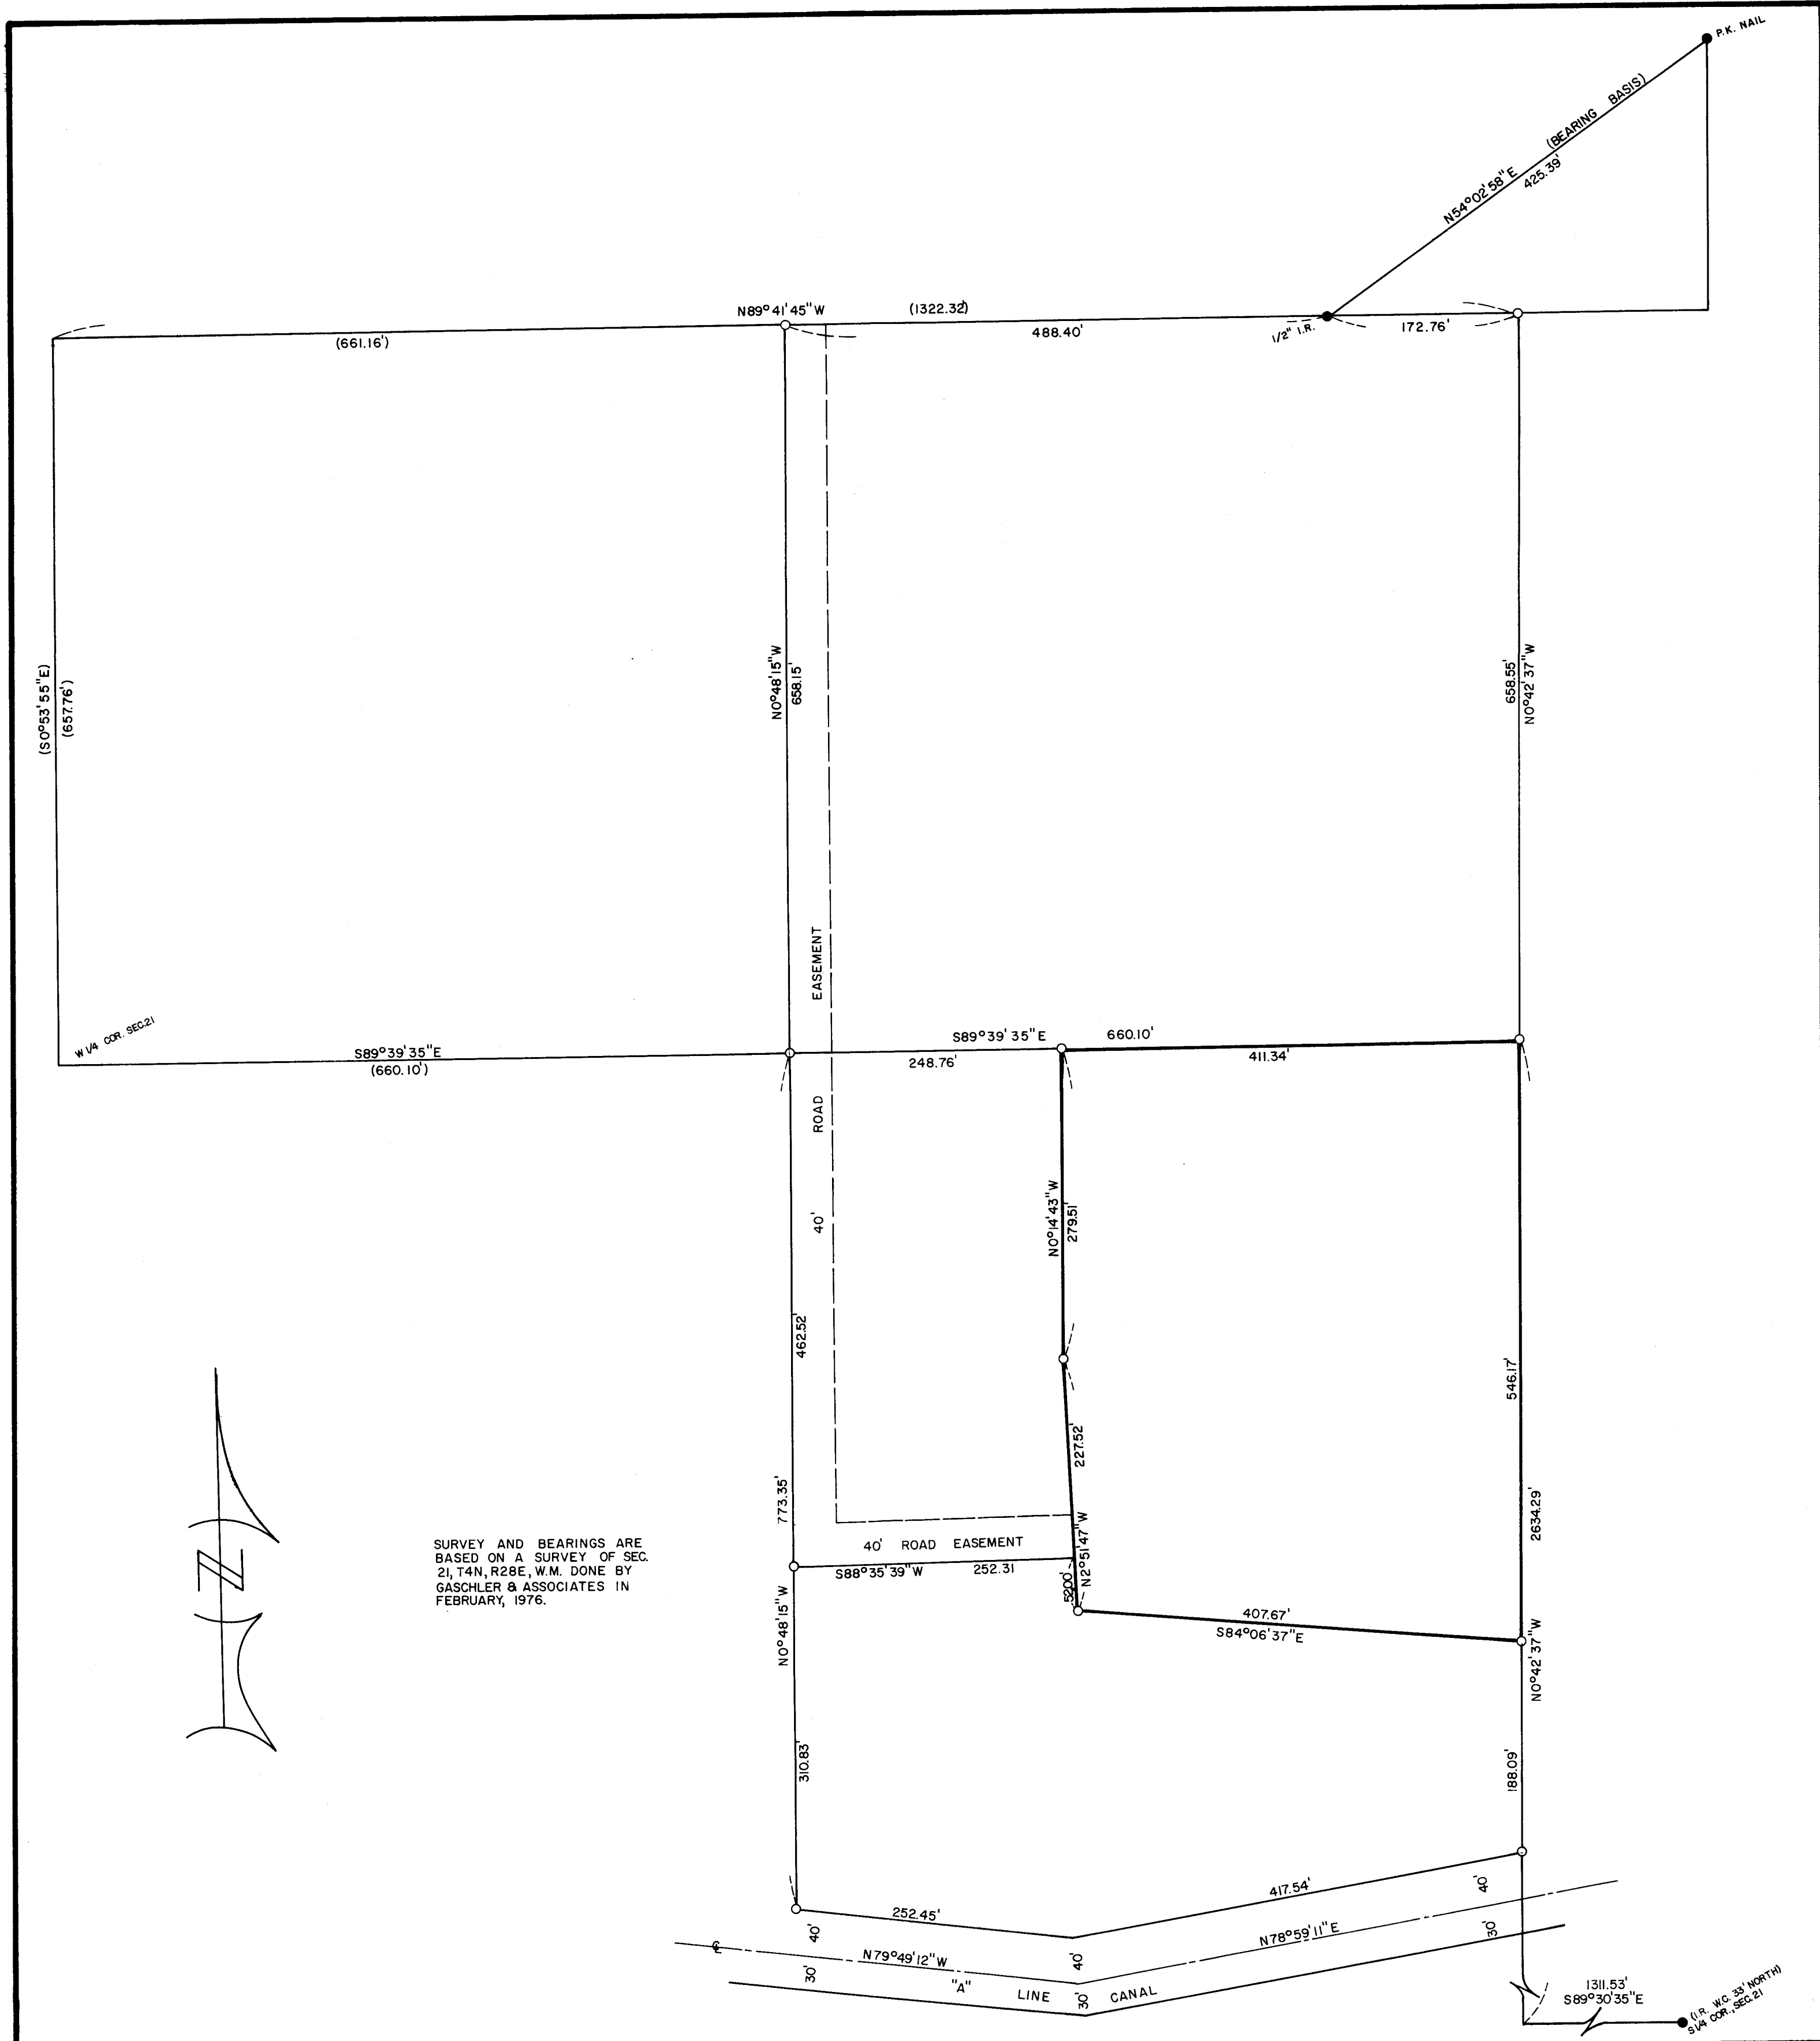 P.K. NAIL
(BEARING BASIS)
N54°02'58"E
425.39'
N89°41'45"W
(1322.32')
(661.16')
488.40'
1/2" I.R.
172.76'
(S0°53'55"E)
(657.76')
N0°48'15"W
658.15'
658.55'
N0°42'37"W
EASEMENT
W 1/4 COR. SEC.21
S89°39'35"E
(660.10')
S89°39'35"E
660.10'
248.76'
411.34'
ROAD
40'
N0°14'43"W
279.51'
462.52'
546.17'
227.52'
773.35'
2634.29'
N2°51'47"W
40' ROAD EASEMENT
S88°35'39"W
252.31
52.00'
N
SURVEY AND BEARINGS ARE
BASED ON A SURVEY OF SEC.
21, T4N, R28E, W.M. DONE BY
GASCHLER & ASSOCIATES IN
FEBRUARY, 1976.
N0°48'15"W
407.67'
S84°06'37"E
N0°42'37"W
310.83'
188.09'
252.45'
417.54'
40'
40'
40'
N79°49'12"W
N78°59'11"E
30'
30'
30'
"A" LINE CANAL
1311.53'
S89°30'35"E
(I.R. W.C. 33' NORTH)
S1/4 COR., SEC.21